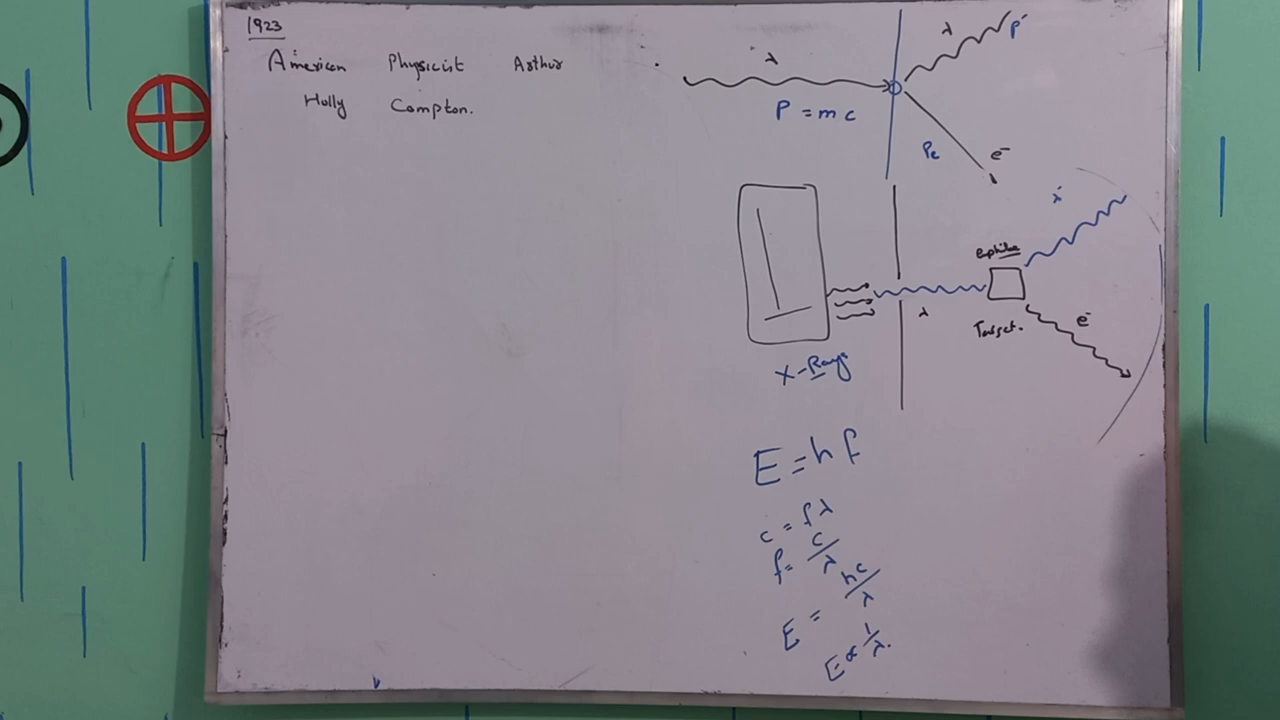 1923
American Physicist Arthur
Holly Compton.
λ
P = mc
λ
P'
Pe
e⁻
X-Rays
λ
Target.
λ'
e⁻
E = hf
c = fλ
f = c/λ
E = hc/λ
E ∝ 1/λ.